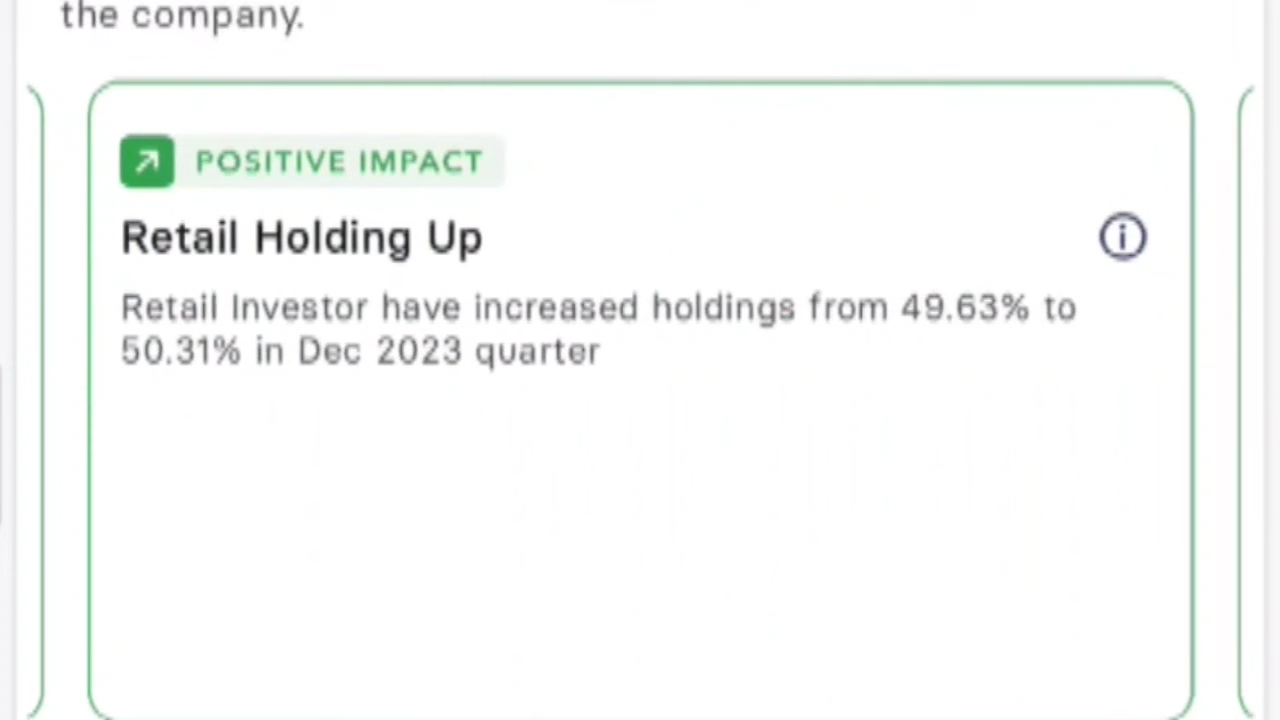 the company.
POSITIVE IMPACT
Retail Holding Up
Retail Investor have increased holdings from 49.63% to
50.31% in Dec 2023 quarter